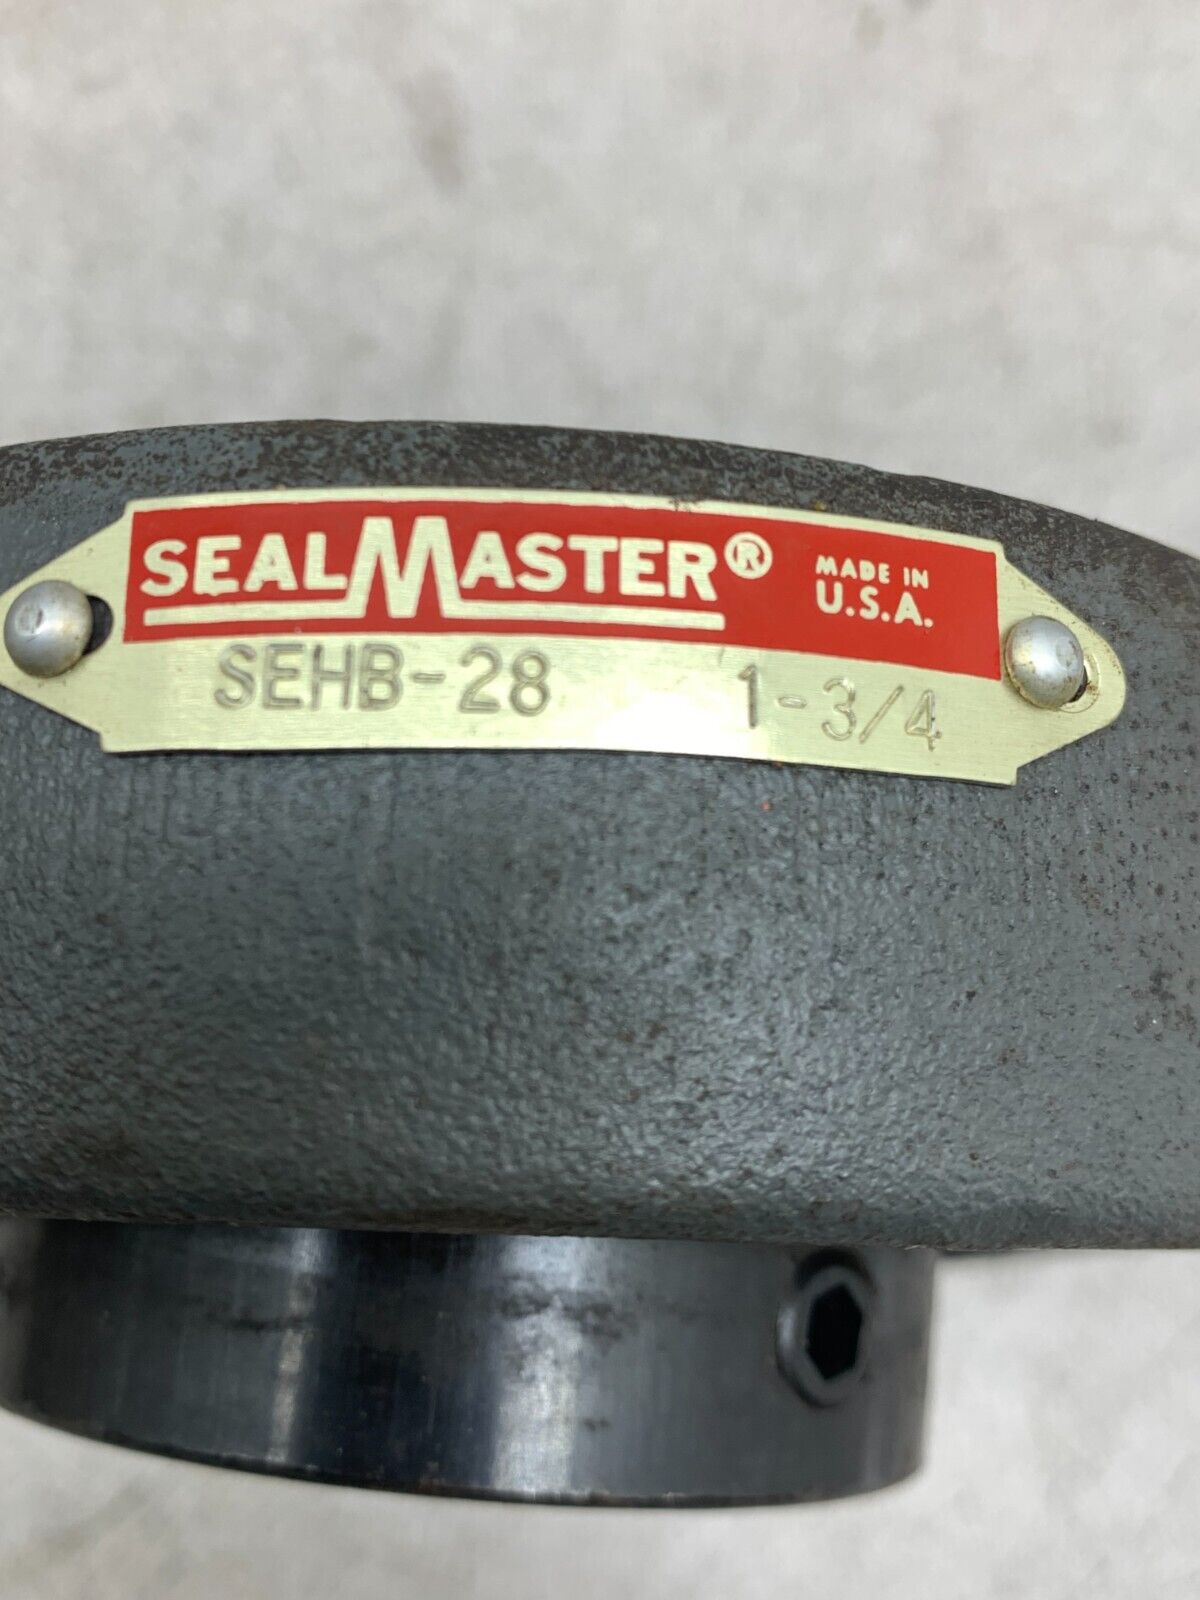 SEALMASTER® MADE IN
U.S.A.
SEHB-28 1-3/4